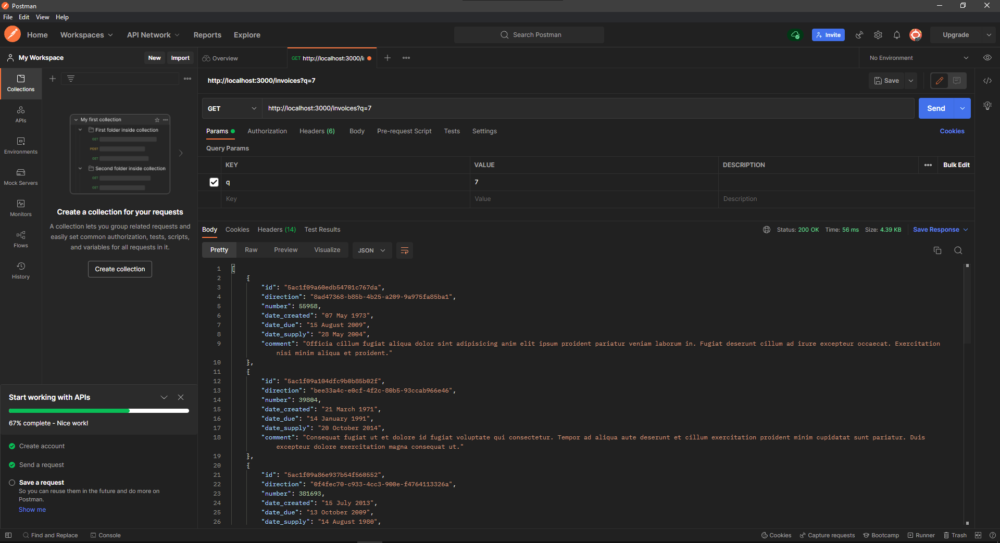 Postman
File Edit View Help
Home Workspaces API Network Reports Explore
Search Postman
Invite
Upgrade
My Workspace
New Import
Overview
GET http://localhost:3000/i
No Environment
Collections
APIs
Environments
Mock Servers
Monitors
Flows
History
My first collection
First folder inside collection
GET
POST
GET
Second folder inside collection
GET
GET
Create a collection for your requests
A collection lets you group related requests and
easily set common authorization, tests, scripts,
and variables for all requests in it.
Create collection
Start working with APIs
67% complete - Nice work!
Create account
Send a request
Save a request
So you can reuse them in the future and do more on
Postman.
Show me
http://localhost:3000/invoices?q=7
Save
GET http://localhost:3000/invoices?q=7
Send
Params Authorization Headers (6) Body Pre-request Script Tests Settings Cookies
Query Params
KEY VALUE DESCRIPTION Bulk Edit
q 7
Key Value Description
Body Cookies Headers (14) Test Results
Status: 200 OK Time: 56 ms Size: 4.39 KB Save Response
Pretty Raw Preview Visualize JSON
1 [
2 {
3 "id": "5ac1f09a60edb54701c767da",
4 "direction": "8ad47368-b85b-4b25-a209-9a975fa85ba1",
5 "number": 55958,
6 "date_created": "07 May 1973",
7 "date_due": "15 August 2009",
8 "date_supply": "28 May 2004",
9 "comment": "Officia cillum fugiat aliqua dolor sint adipisicing anim elit ipsum proident pariatur veniam laborum in. Fugiat deserunt cillum ad irure excepteur occaecat. Exercitation
nisi minim aliqua et proident."
10 },
11 {
12 "id": "5ac1f09a104dfc9b0b85b02f",
13 "direction": "bee33a4c-e0cf-4f2c-80b5-93ccab966e46",
14 "number": 39804,
15 "date_created": "21 March 1971",
16 "date_due": "14 January 1991",
17 "date_supply": "20 October 2014",
18 "comment": "Consequat fugiat ut et dolore id fugiat voluptate qui consectetur. Tempor ad aliqua aute deserunt et cillum exercitation proident minim cupidatat sunt pariatur. Duis
excepteur dolore exercitation magna consequat ut."
19 },
20 {
21 "id": "5ac1f09a86e937b54f560552",
22 "direction": "0f4fec70-c933-4cc3-900e-f4764113326a",
23 "number": 381693,
24 "date_created": "15 July 2013",
25 "date_due": "13 October 2009",
26 "date_supply": "14 August 1980",
Find and Replace Console
Cookies Capture requests Bootcamp Runner Trash